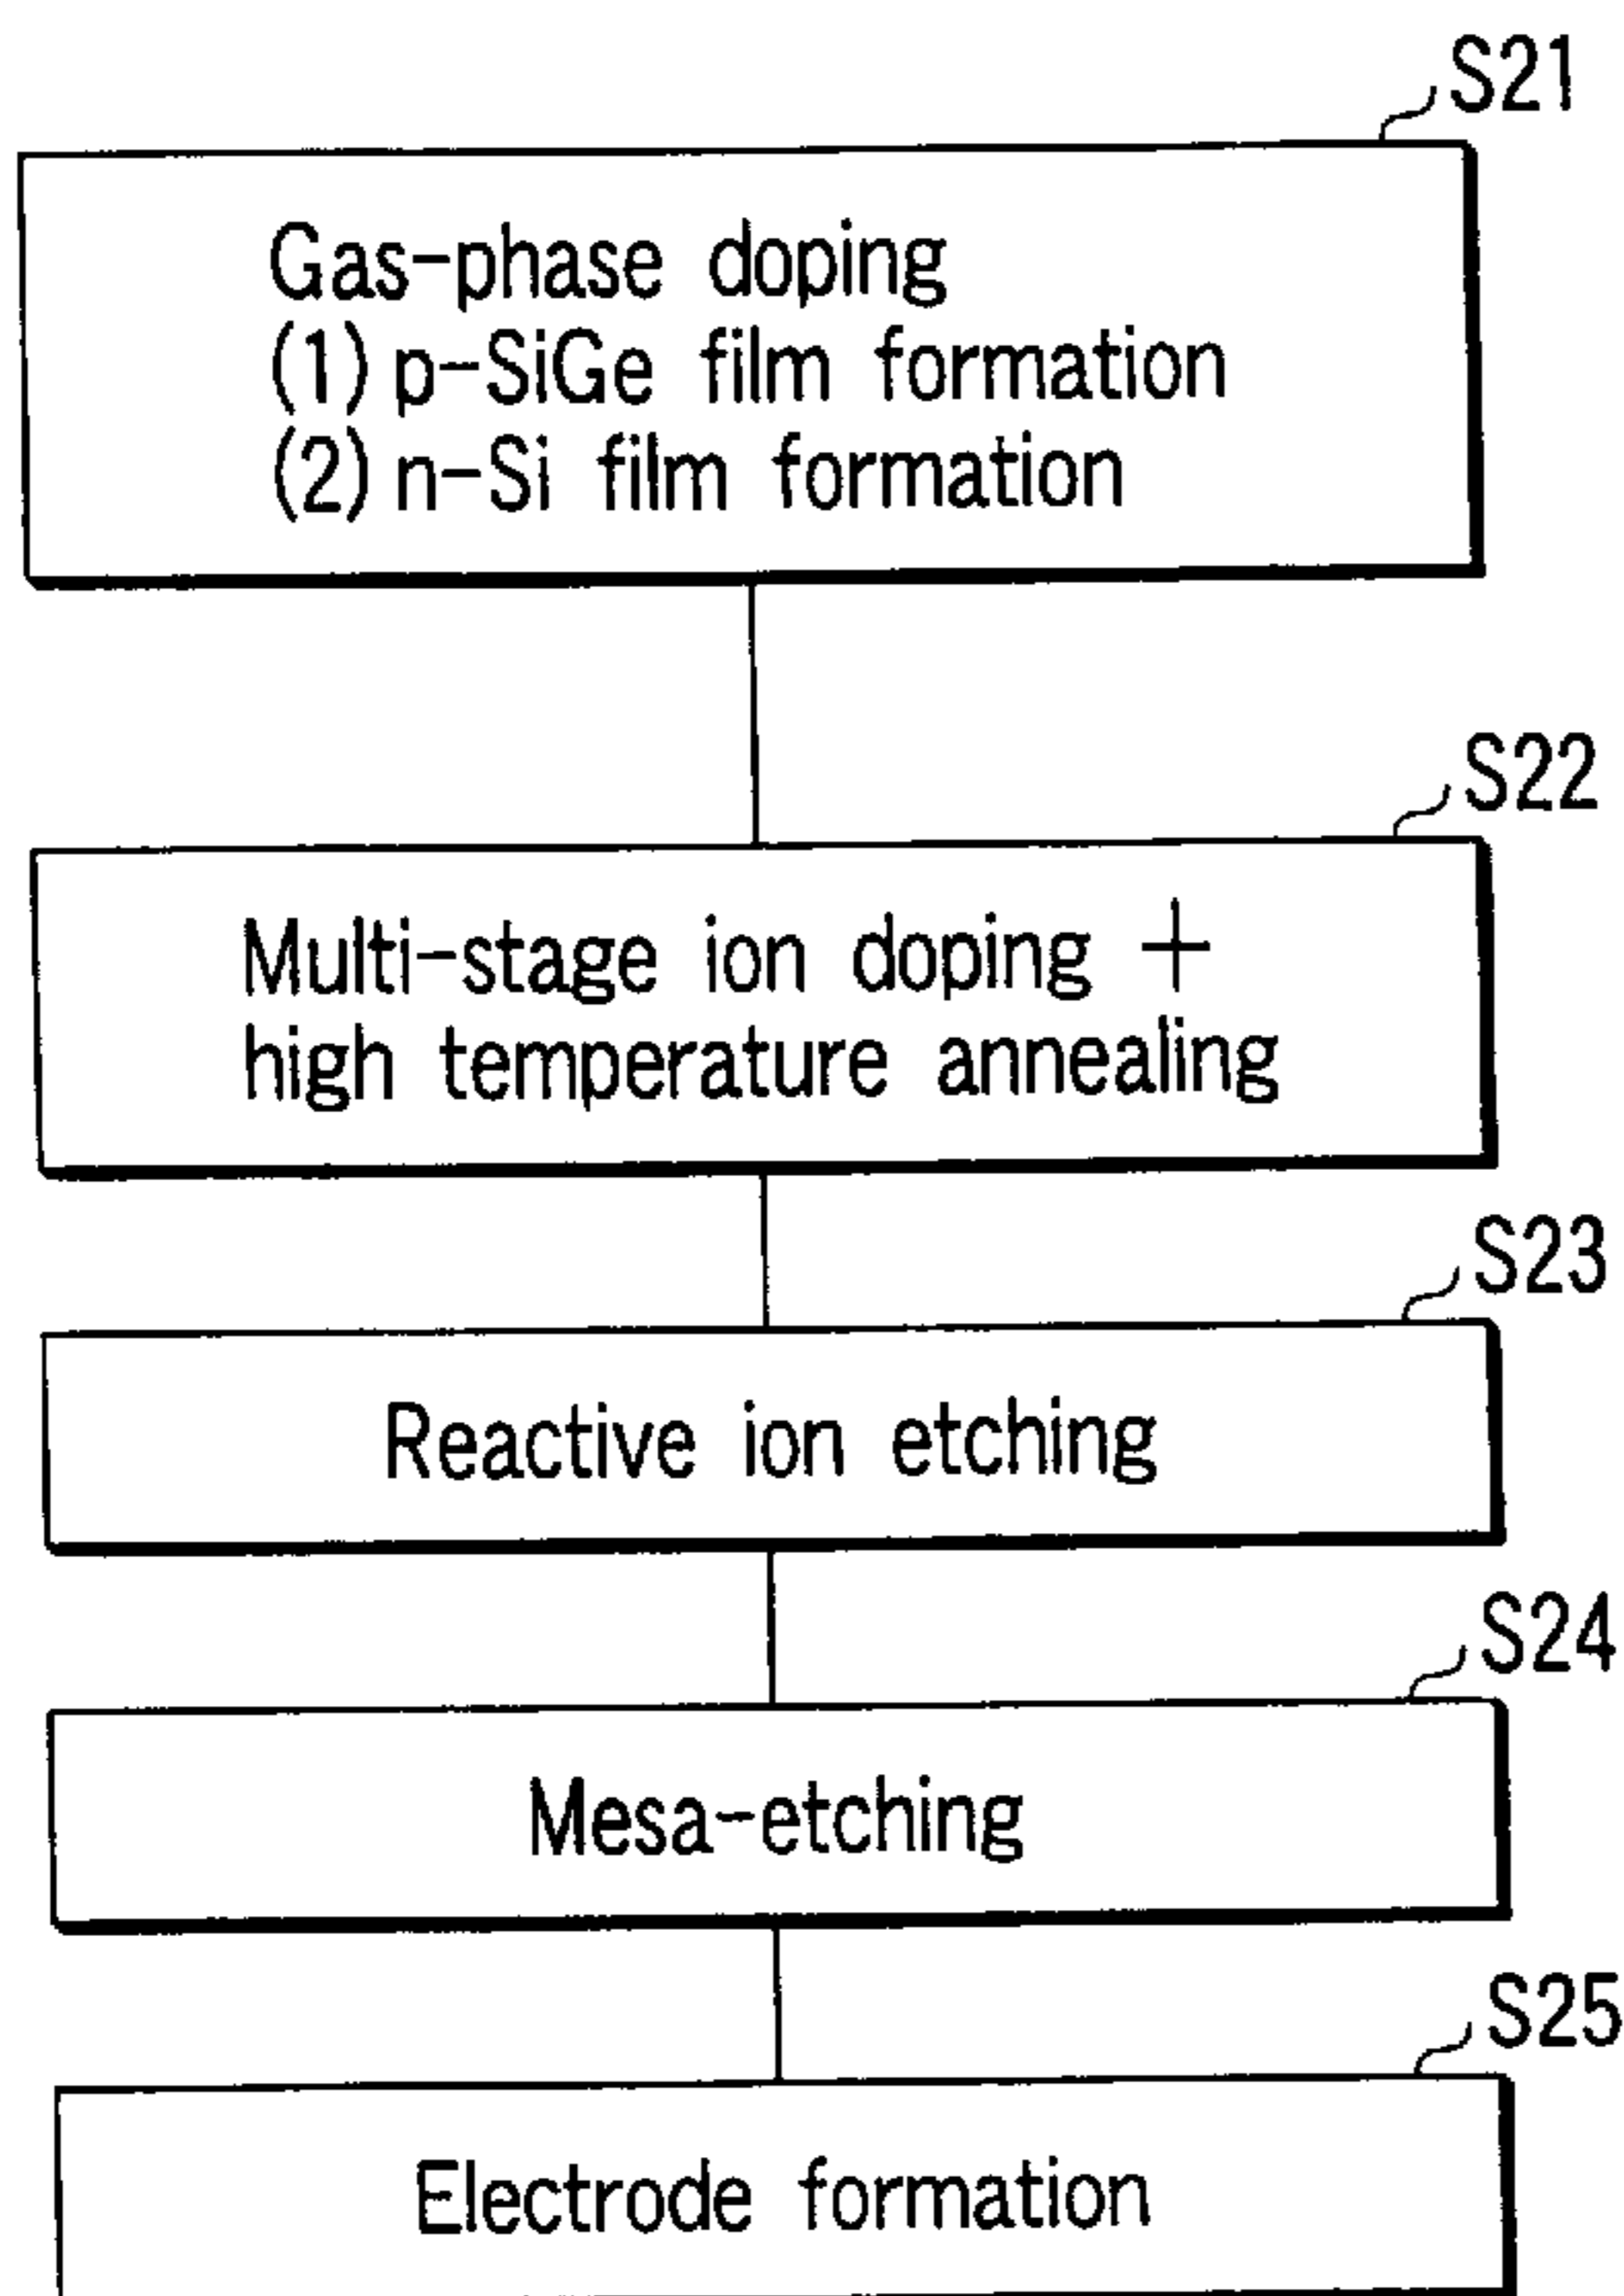 S21
Gas-phase doping
(1) p-SiGe film formation
(2) n-Si film formation
S22
Multi-stage ion doping +
high temperature annealing
S23
Reactive ion etching
S24
Mesa-etching
S25
Electrode formation